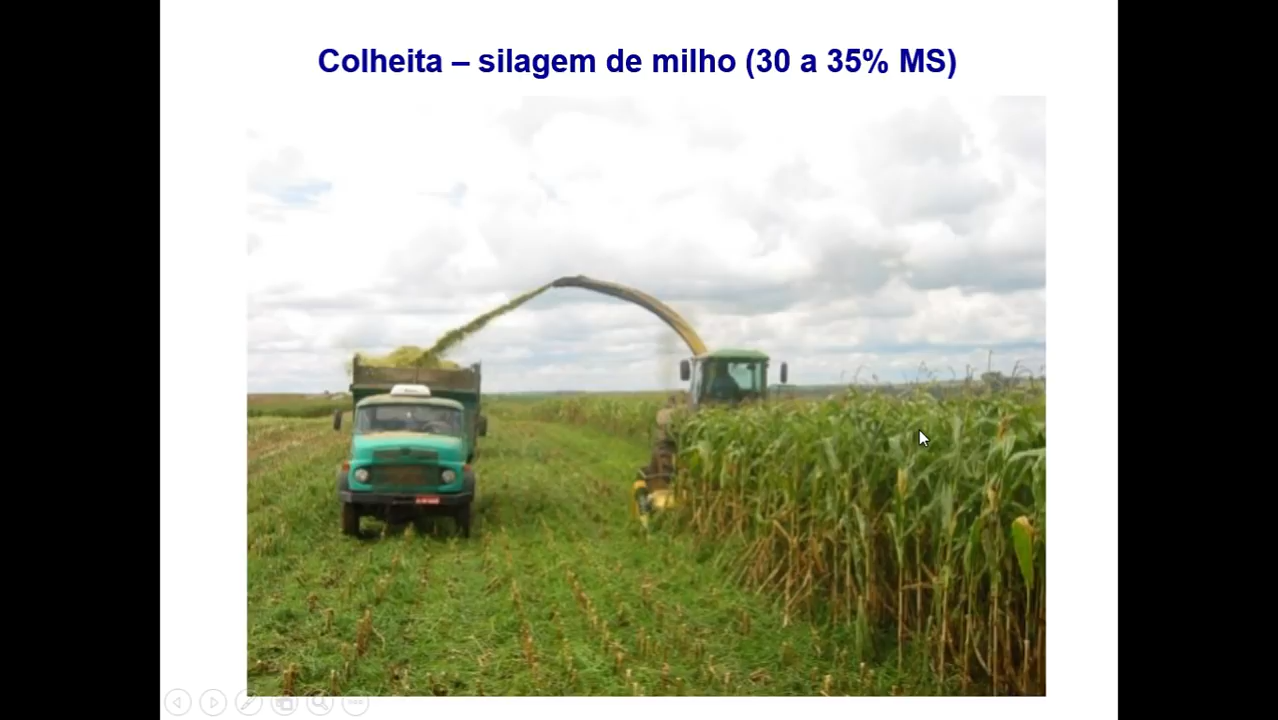 Colheita – silagem de milho (30 a 35% MS)